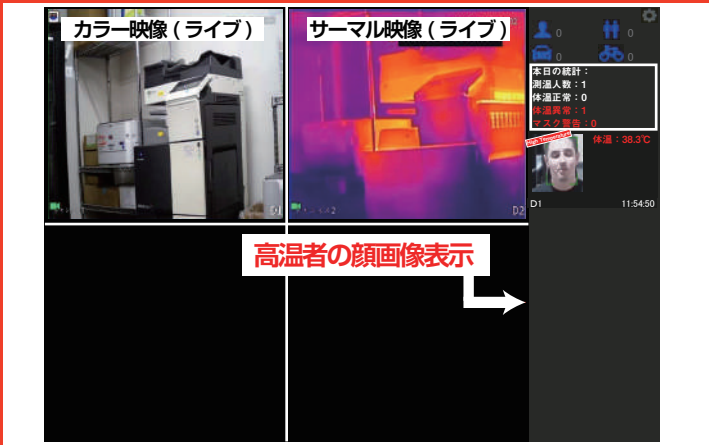 カラー映像 ( ライブ )
サーマル映像 ( ライブ )
D1
D2
0
0
0
0
本日の統計：
測温人数：1
体温正常：0
体温異常：1
マスク警告：0
High Temperature
体温：38.3℃
D1
11:54:50
高温者の顔画像表示